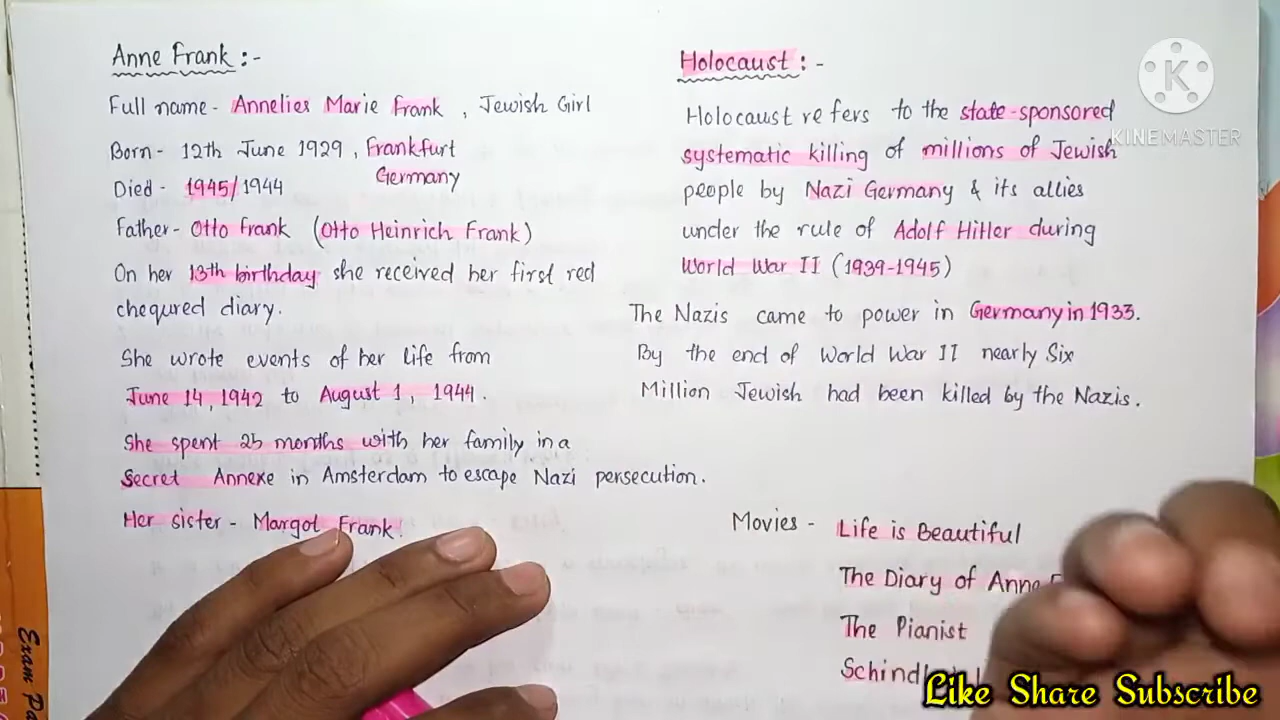 Anne Frank :-
Full name - Annelies Marie Frank , Jewish Girl
Born - 12th June 1929 , Frankfurt
Germany
Died - 1945/1944
Father - Otto Frank (Otto Heinrich Frank)
On her 13th birthday she received her first red
chequred diary.
She wrote events of her life from
June 14, 1942 to August 1, 1944.
She spent 25 months with her family in a
Secret Annexe in Amsterdam to escape Nazi persecution.
Her sister - Margot Frank.
Holocaust : -
Holocaust refers to the state-sponsored
systematic killing of millions of Jewish
people by Nazi Germany & its allies
under the rule of Adolf Hitler during
World War II (1939-1945)
The Nazis came to power in Germany in 1933.
By the end of World War II nearly Six
Million Jewish had been killed by the Nazis.
Movies - Life is Beautiful
The Diary of Anne
The Pianist
K
KINEMASTER
Exam
Like Share Subscribe